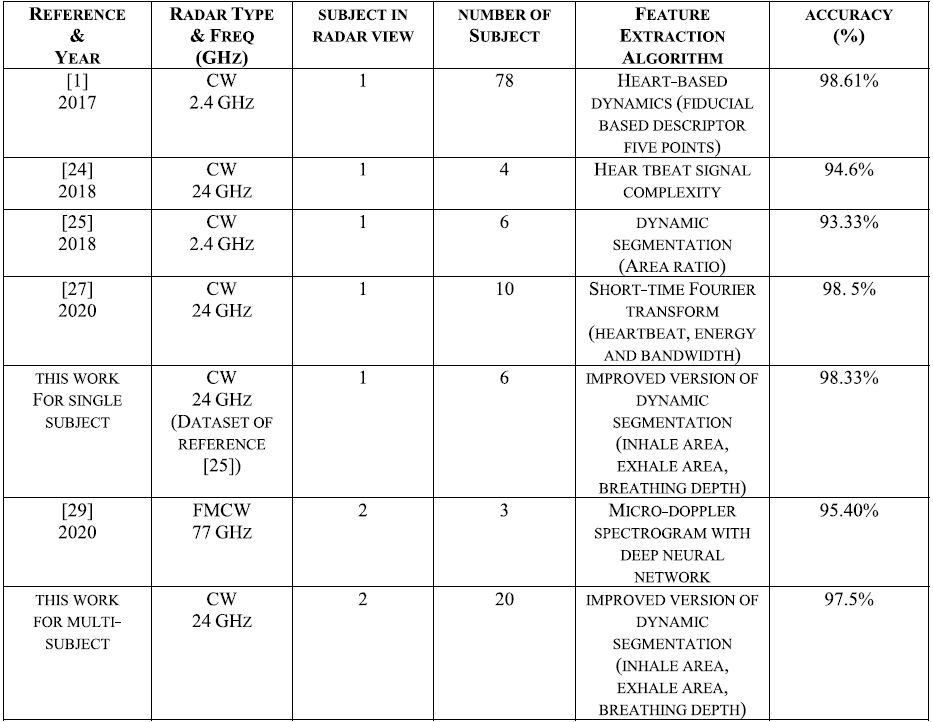 REFERENCE & YEAR | RADAR TYPE & FREQ (GHZ) | SUBJECT IN RADAR VIEW | NUMBER OF SUBJECT | FEATURE EXTRACTION ALGORITHM | ACCURACY (%)
[1] 2017 | CW 2.4 GHZ | 1 | 78 | HEART-BASED DYNAMICS (FIDUCIAL BASED DESCRIPTOR FIVE POINTS) | 98.61%
[24] 2018 | CW 24 GHZ | 1 | 4 | HEAR TBEAT SIGNAL COMPLEXITY | 94.6%
[25] 2018 | CW 2.4 GHZ | 1 | 6 | DYNAMIC SEGMENTATION (AREA RATIO) | 93.33%
[27] 2020 | CW 24 GHZ | 1 | 10 | SHORT-TIME FOURIER TRANSFORM (HEARTBEAT, ENERGY AND BANDWIDTH) | 98. 5%
THIS WORK FOR SINGLE SUBJECT | CW 24 GHZ (DATASET OF REFERENCE [25]) | 1 | 6 | IMPROVED VERSION OF DYNAMIC SEGMENTATION (INHALE AREA, EXHALE AREA, BREATHING DEPTH) | 98.33%
[29] 2020 | FMCW 77 GHZ | 2 | 3 | MICRO-DOPPLER SPECTROGRAM WITH DEEP NEURAL NETWORK | 95.40%
THIS WORK FOR MULTI-SUBJECT | CW 24 GHZ | 2 | 20 | IMPROVED VERSION OF DYNAMIC SEGMENTATION (INHALE AREA, EXHALE AREA, BREATHING DEPTH) | 97.5%